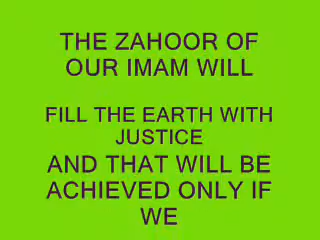 THE ZAHOOR OF
OUR IMAM WILL
FILL THE EARTH WITH
JUSTICE
AND THAT WILL BE
ACHIEVED ONLY IF
WE